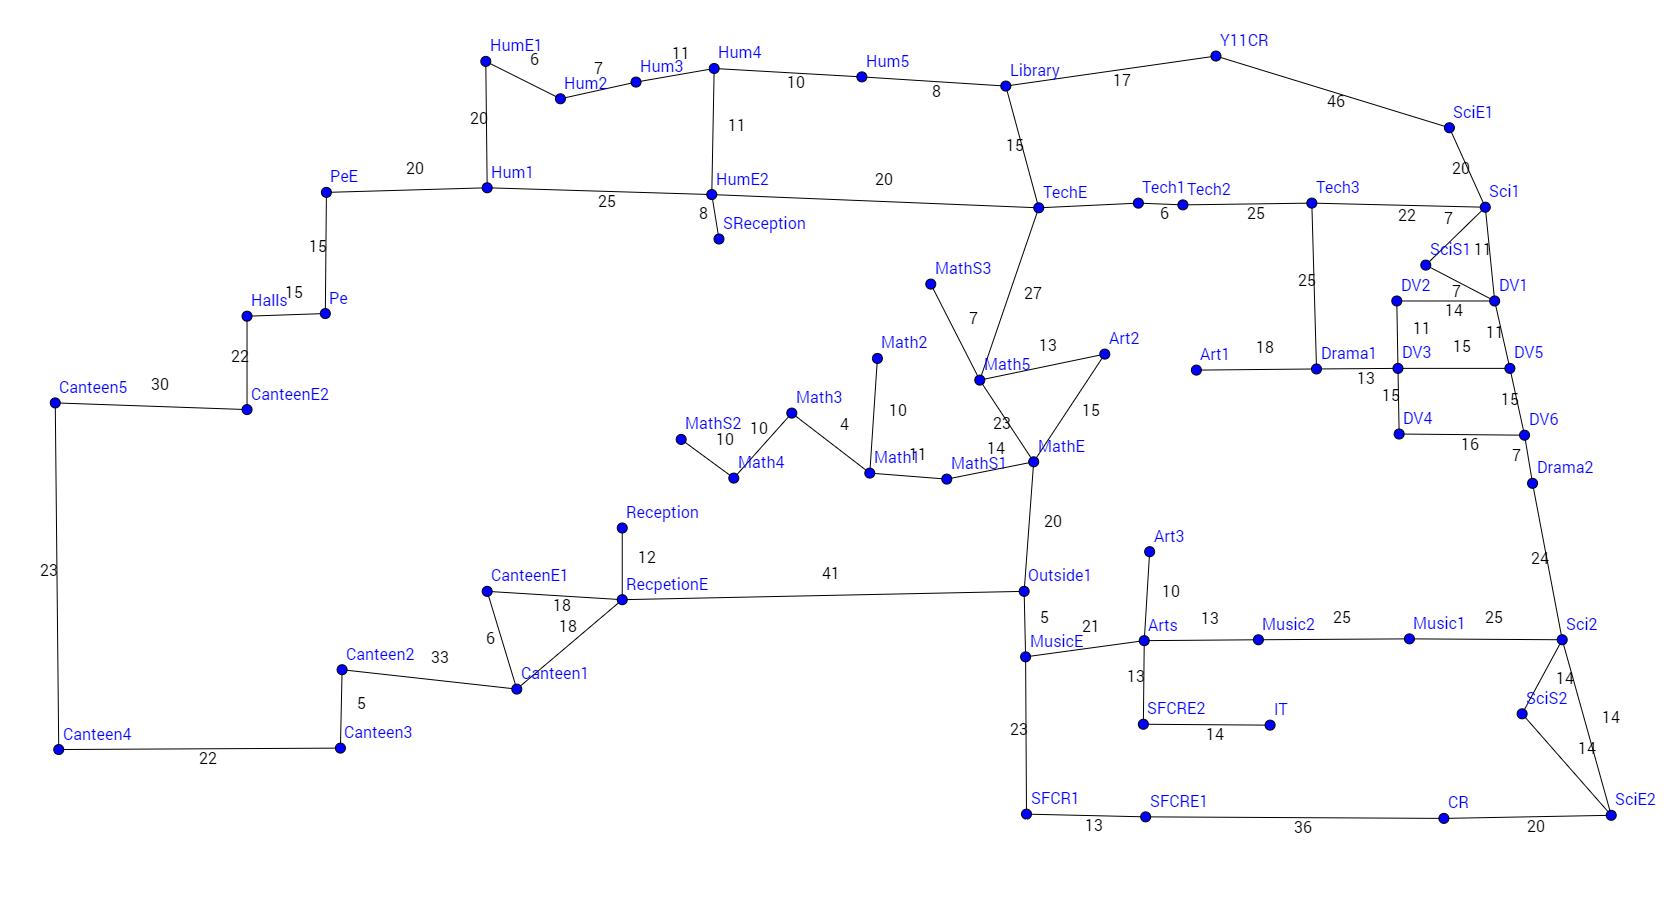 Y11CR
HumE1
6
7
Hum2
11
Hum3
Hum4
10
Hum5
8
Library
17
46
SciE1
20
20
11
15
PeE
20
Hum1
25
HumE2
8
SReception
20
TechE
Tech1
6
Tech2
25
Tech3
22
Sci1
7
SciS1
11
15
Halls
15
Pe
MathS3
7
27
25
DV2
7
14
DV1
11
11
22
Canteen5
30
CanteenE2
Math2
Math5
13
Art2
Art1
18
Drama1
13
DV3
15
DV5
15
15
MathS2
10
10
Math3
4
10
23
15
DV4
16
DV6
7
Math4
Math1
11
MathS1
14
MathE
Drama2
Reception
12
20
Art3
10
24
23
CanteenE1
18
RecpetionE
41
Outside1
6
18
5
MusicE
21
Arts
13
Music2
25
Music1
25
Sci2
Canteen2
33
Canteen1
13
14
SciS2
14
14
5
SFCRE2
14
IT
Canteen4
22
Canteen3
23
SFCR1
13
SFCRE1
36
CR
20
SciE2